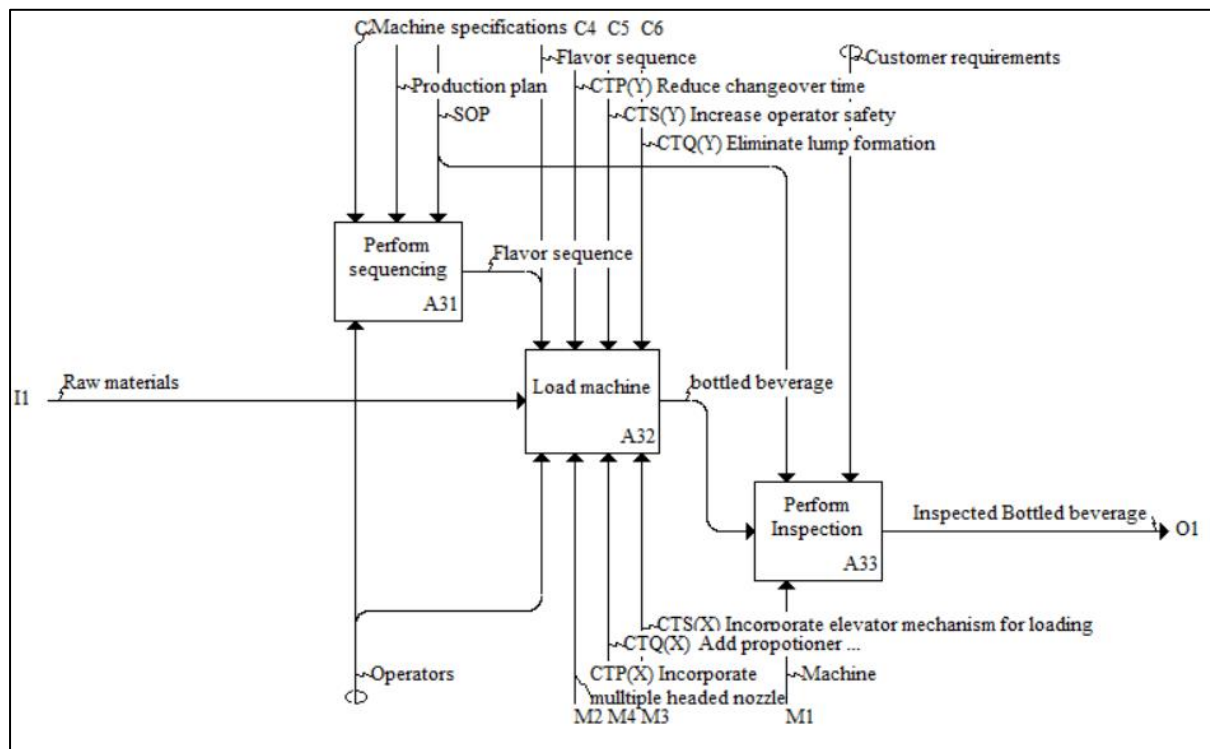 C Machine specifications C4 C5 C6
Flavor sequence
Customer requirements
Production plan
CTP(Y) Reduce changeover time
SOP
CTS(Y) Increase operator safety
CTQ(Y) Eliminate lump formation
Perform
sequencing
A31
Flavor sequence
I1
Raw materials
Load machine
A32
bottled beverage
Perform
Inspection
A33
Inspected Bottled beverage
O1
CTS(X) Incorporate elevator mechanism for loading
CTQ(X) Add propotioner ...
Operators
CTP(X) Incorporate
mulltiple headed nozzle
Machine
M2 M4 M3
M1